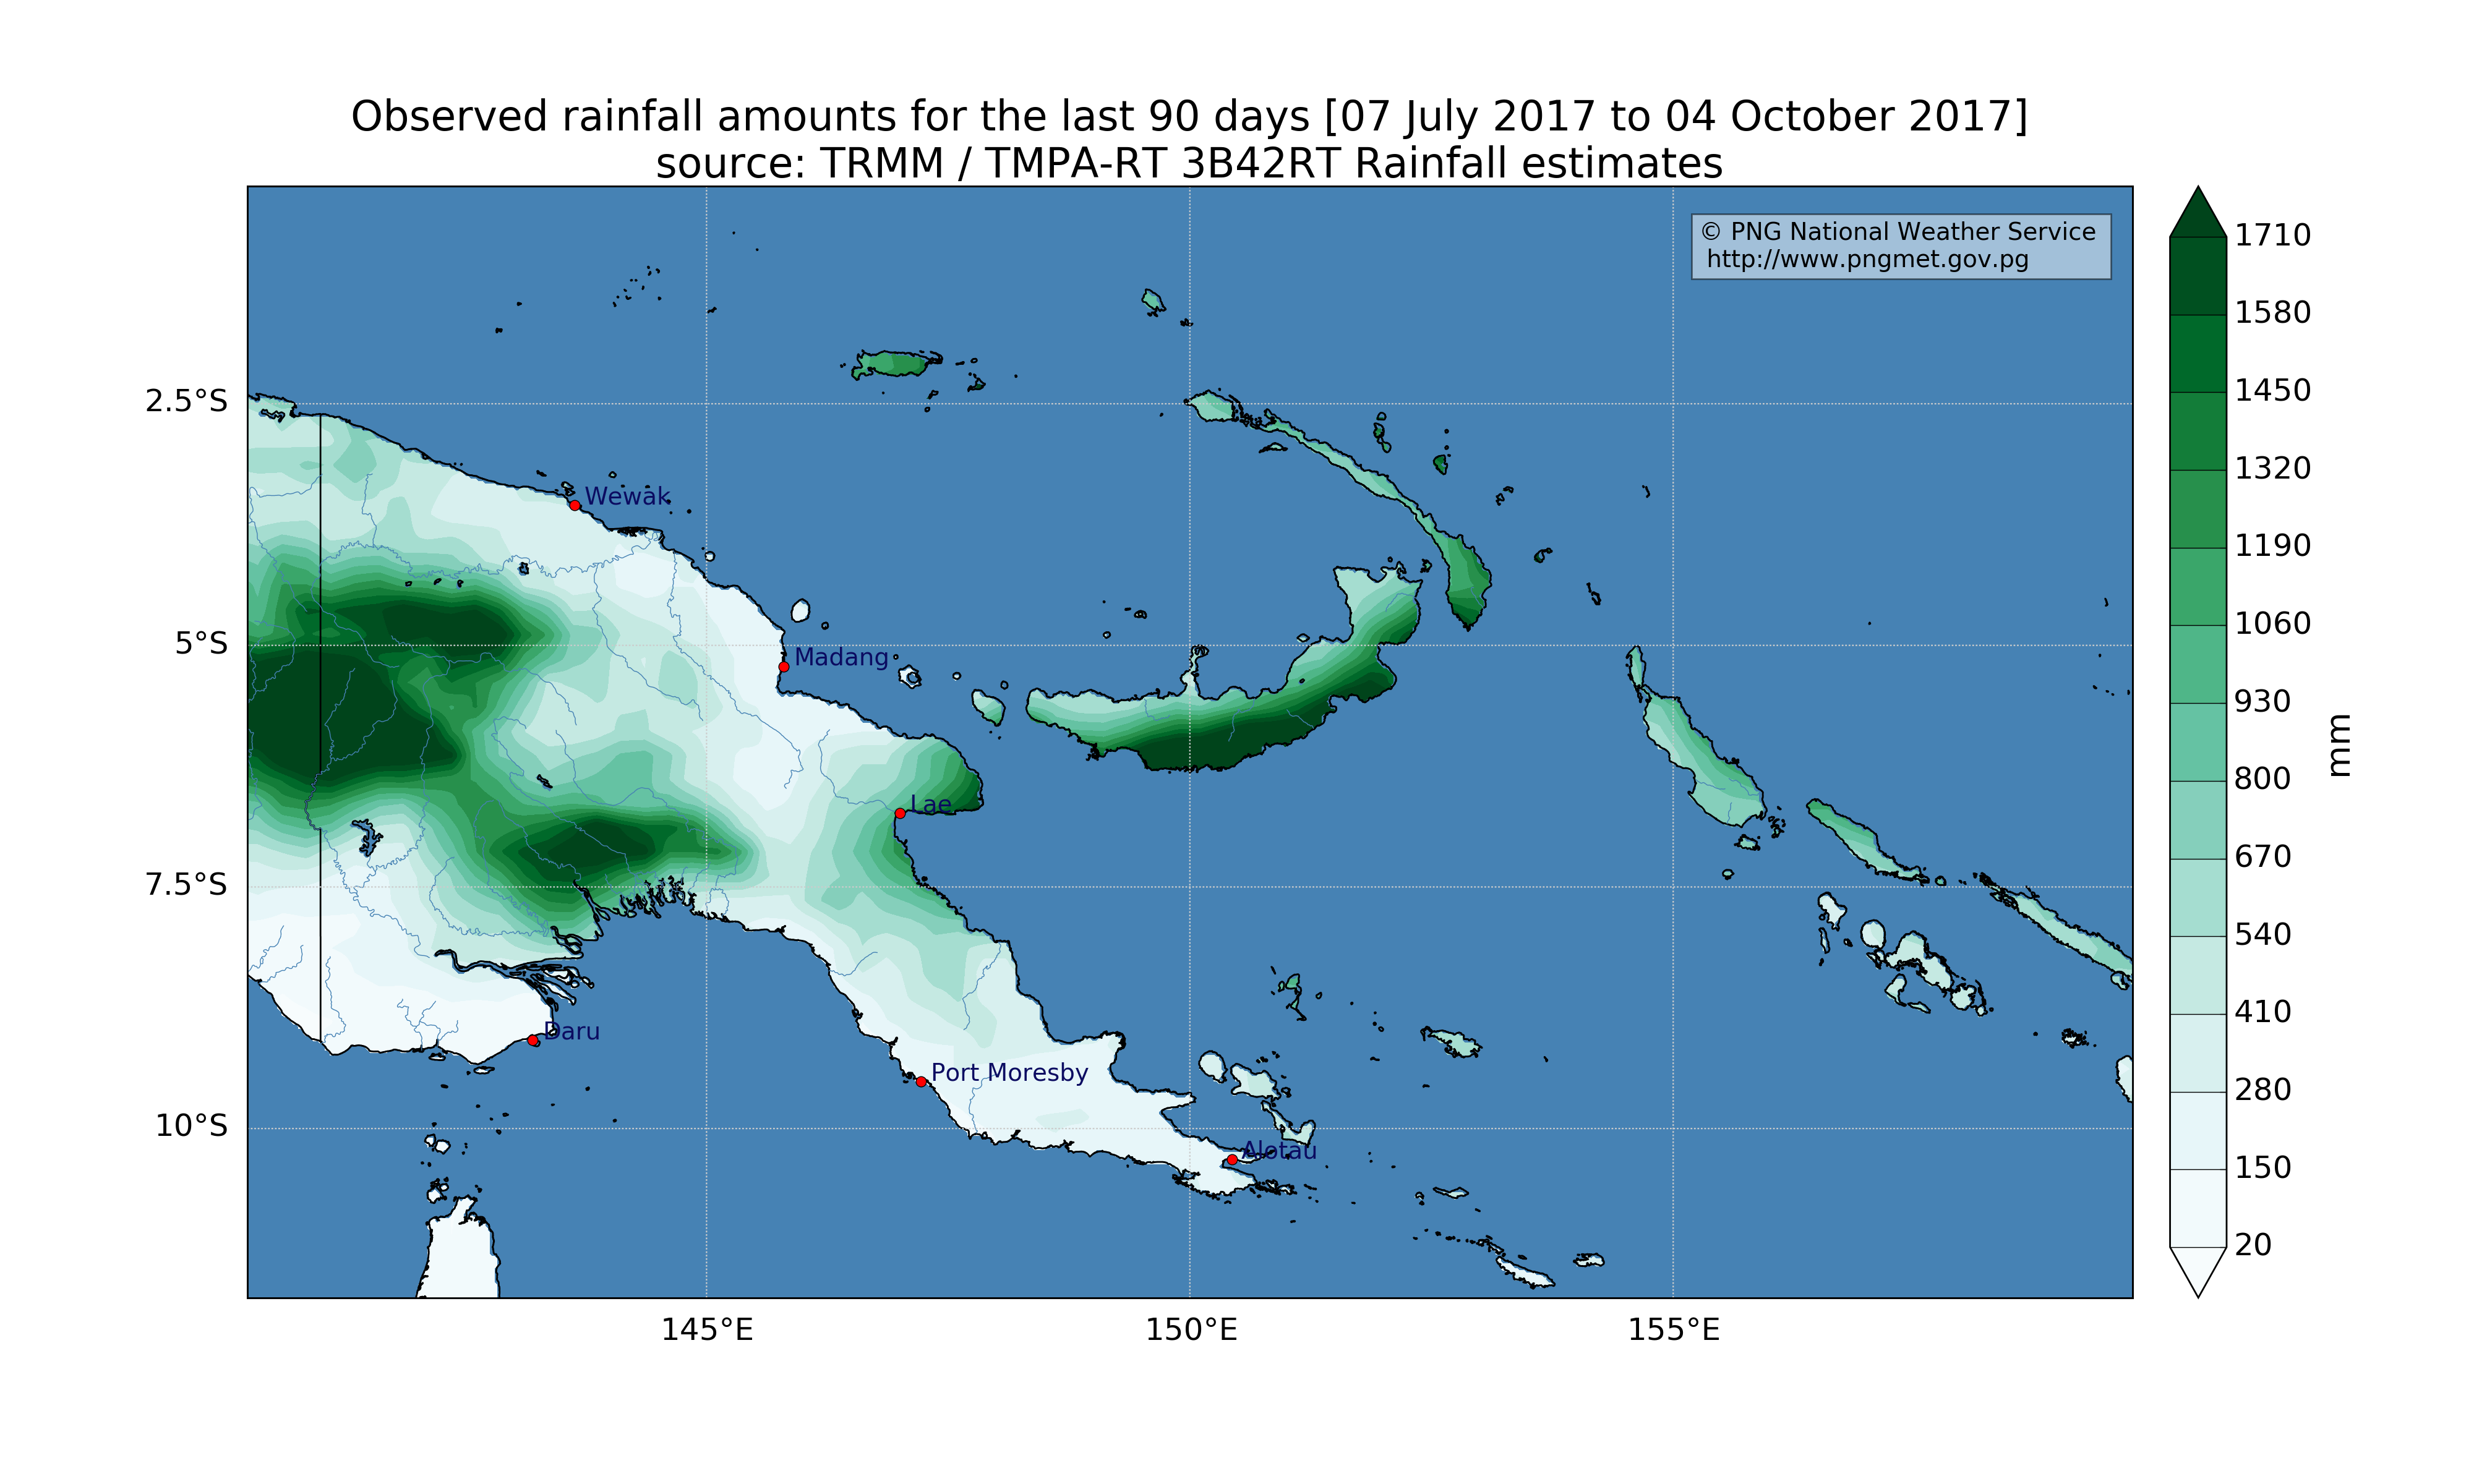 Observed rainfall amounts for the last 90 days [07 July 2017 to 04 October 2017]
source: TRMM / TMPA-RT 3B42RT Rainfall estimates
© PNG National Weather Service
http://www.pngmet.gov.pg
1710
1580
1450
1320
1190
1060
930
800
670
540
410
280
150
20
mm
2.5°S
5°S
7.5°S
10°S
Wewak
Madang
Lae
Daru
Port Moresby
Alotau
145°E
150°E
155°E